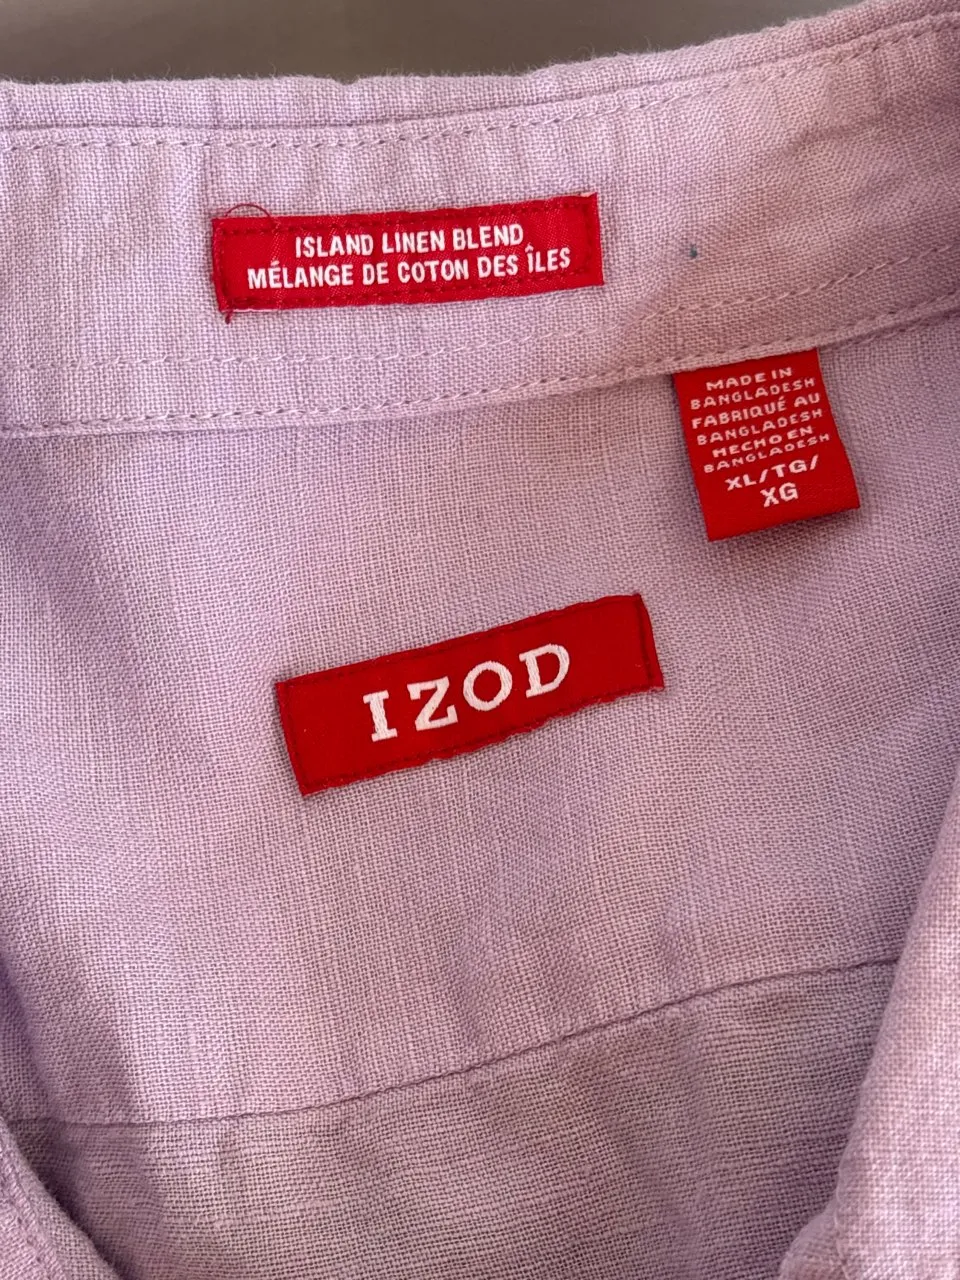 ISLAND LINEN BLEND
MÉLANGE DE COTON DES ÎLES
MADE IN
BANGLADESH
FABRIQUÉ AU
BANGLADESH
HECHO EN
BANGLADESH
XL/TG/
XG
IZOD